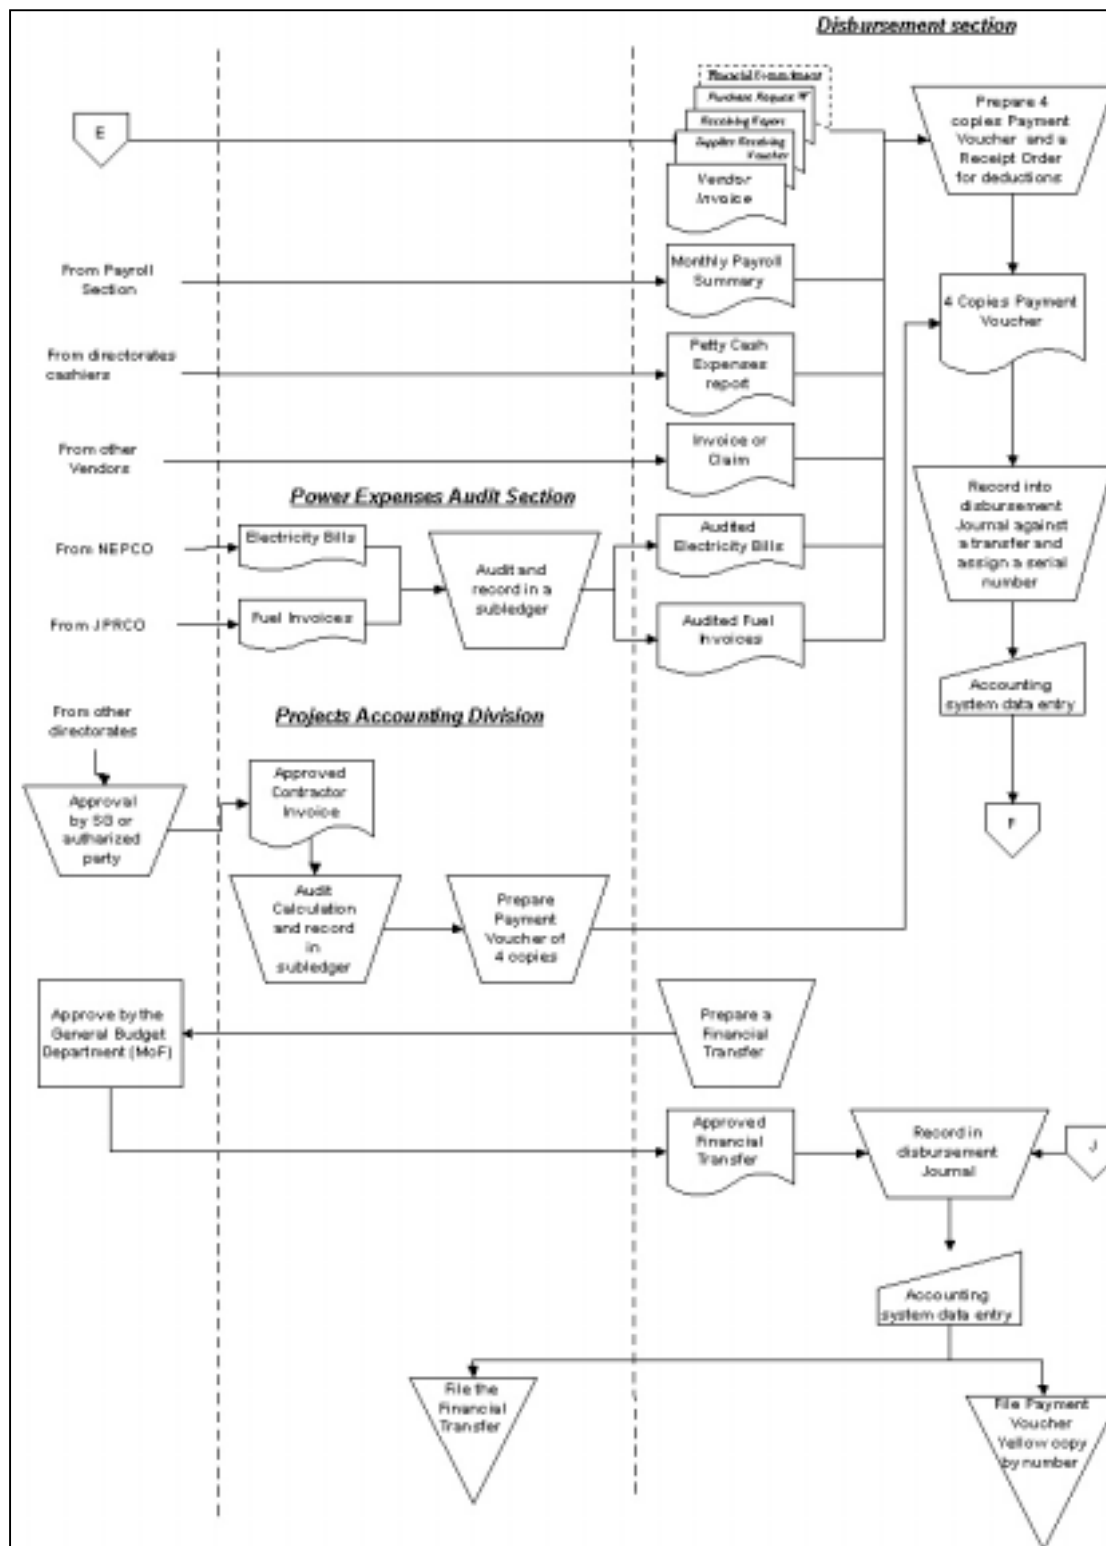 Disbursement section
Financial Commitment
Purchase Request
Receiving Report
Supplier Receiving
Voucher
Vendor
Invoice
E
Prepare 4
copies Payment
Voucher and a
Receipt Order
for deductions
From Payroll
Section
Monthly Payroll
Summary
4 Copies Payment
Voucher
From directorates
cashiers
Petty Cash
Expenses
report
From other
Vendors
Invoice or
Claim
Record into
disbursement
Journal against
a transfer and
assign a serial
number
Power Expenses Audit Section
From NEPCO
Electricity Bills
Audit and
record in a
subledger
Audited
Electricity Bills
From JPRCO
Fuel Invoices
Audited Fuel
Invoices
Accounting
system data entry
From other
directorates
Projects Accounting Division
Approval
by SG or
autharized
party
Approved
Contractor
Invoice
F
Audit
Calculation
and record
in
subledger
Prepare
Payment
Voucher of
4 copies
Approve by the
General Budget
Department (MoF)
Prepare a
Financial
Transfer
Approved
Financial
Transfer
Record in
disbursement
Journal
J
Accounting
system data entry
File the
Financial
Transfer
File Payment
Voucher
Yellow copy
by number